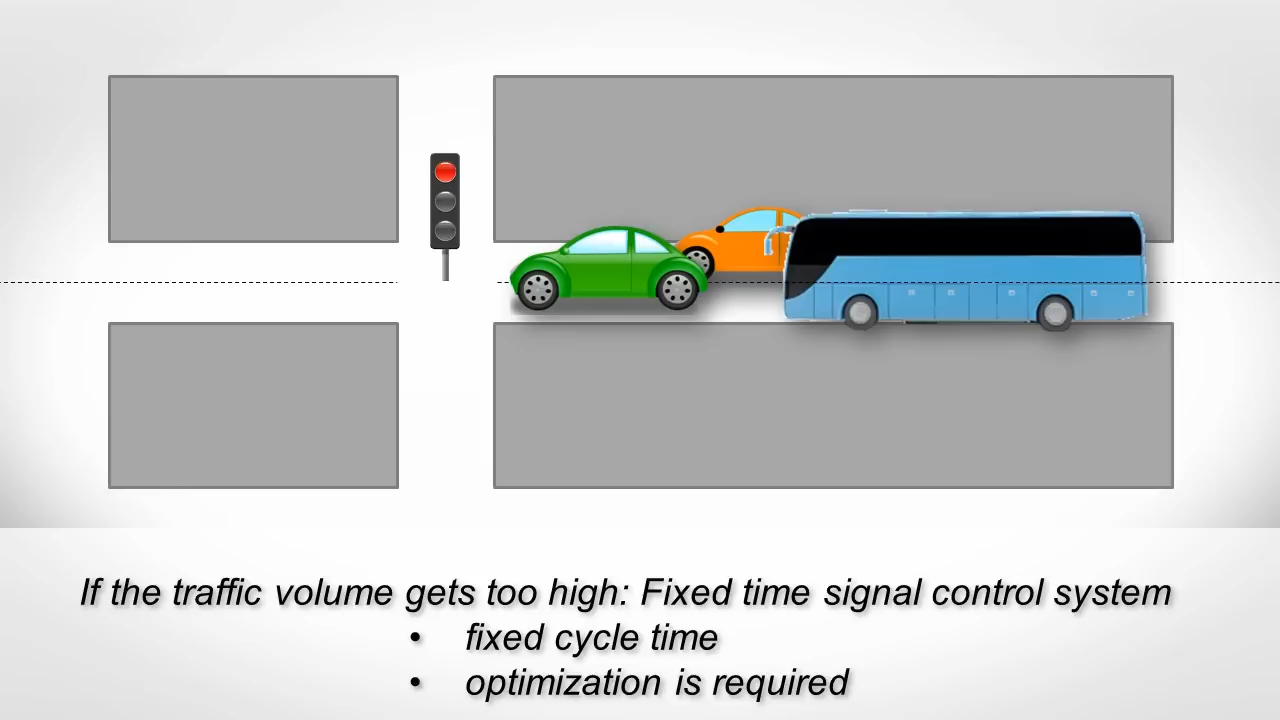 If the traffic volume gets too high: Fixed time signal control system
• fixed cycle time
• optimization is required